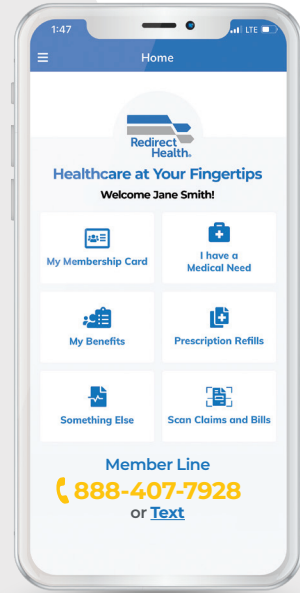 1:47
LTE
Home
Redirect
Health®
Healthcare at Your Fingertips
Welcome Jane Smith!
My Membership Card
I have a
Medical Need
My Benefits
Prescription Refills
Something Else
Scan Claims and Bills
Member Line
888-407-7928
or Text